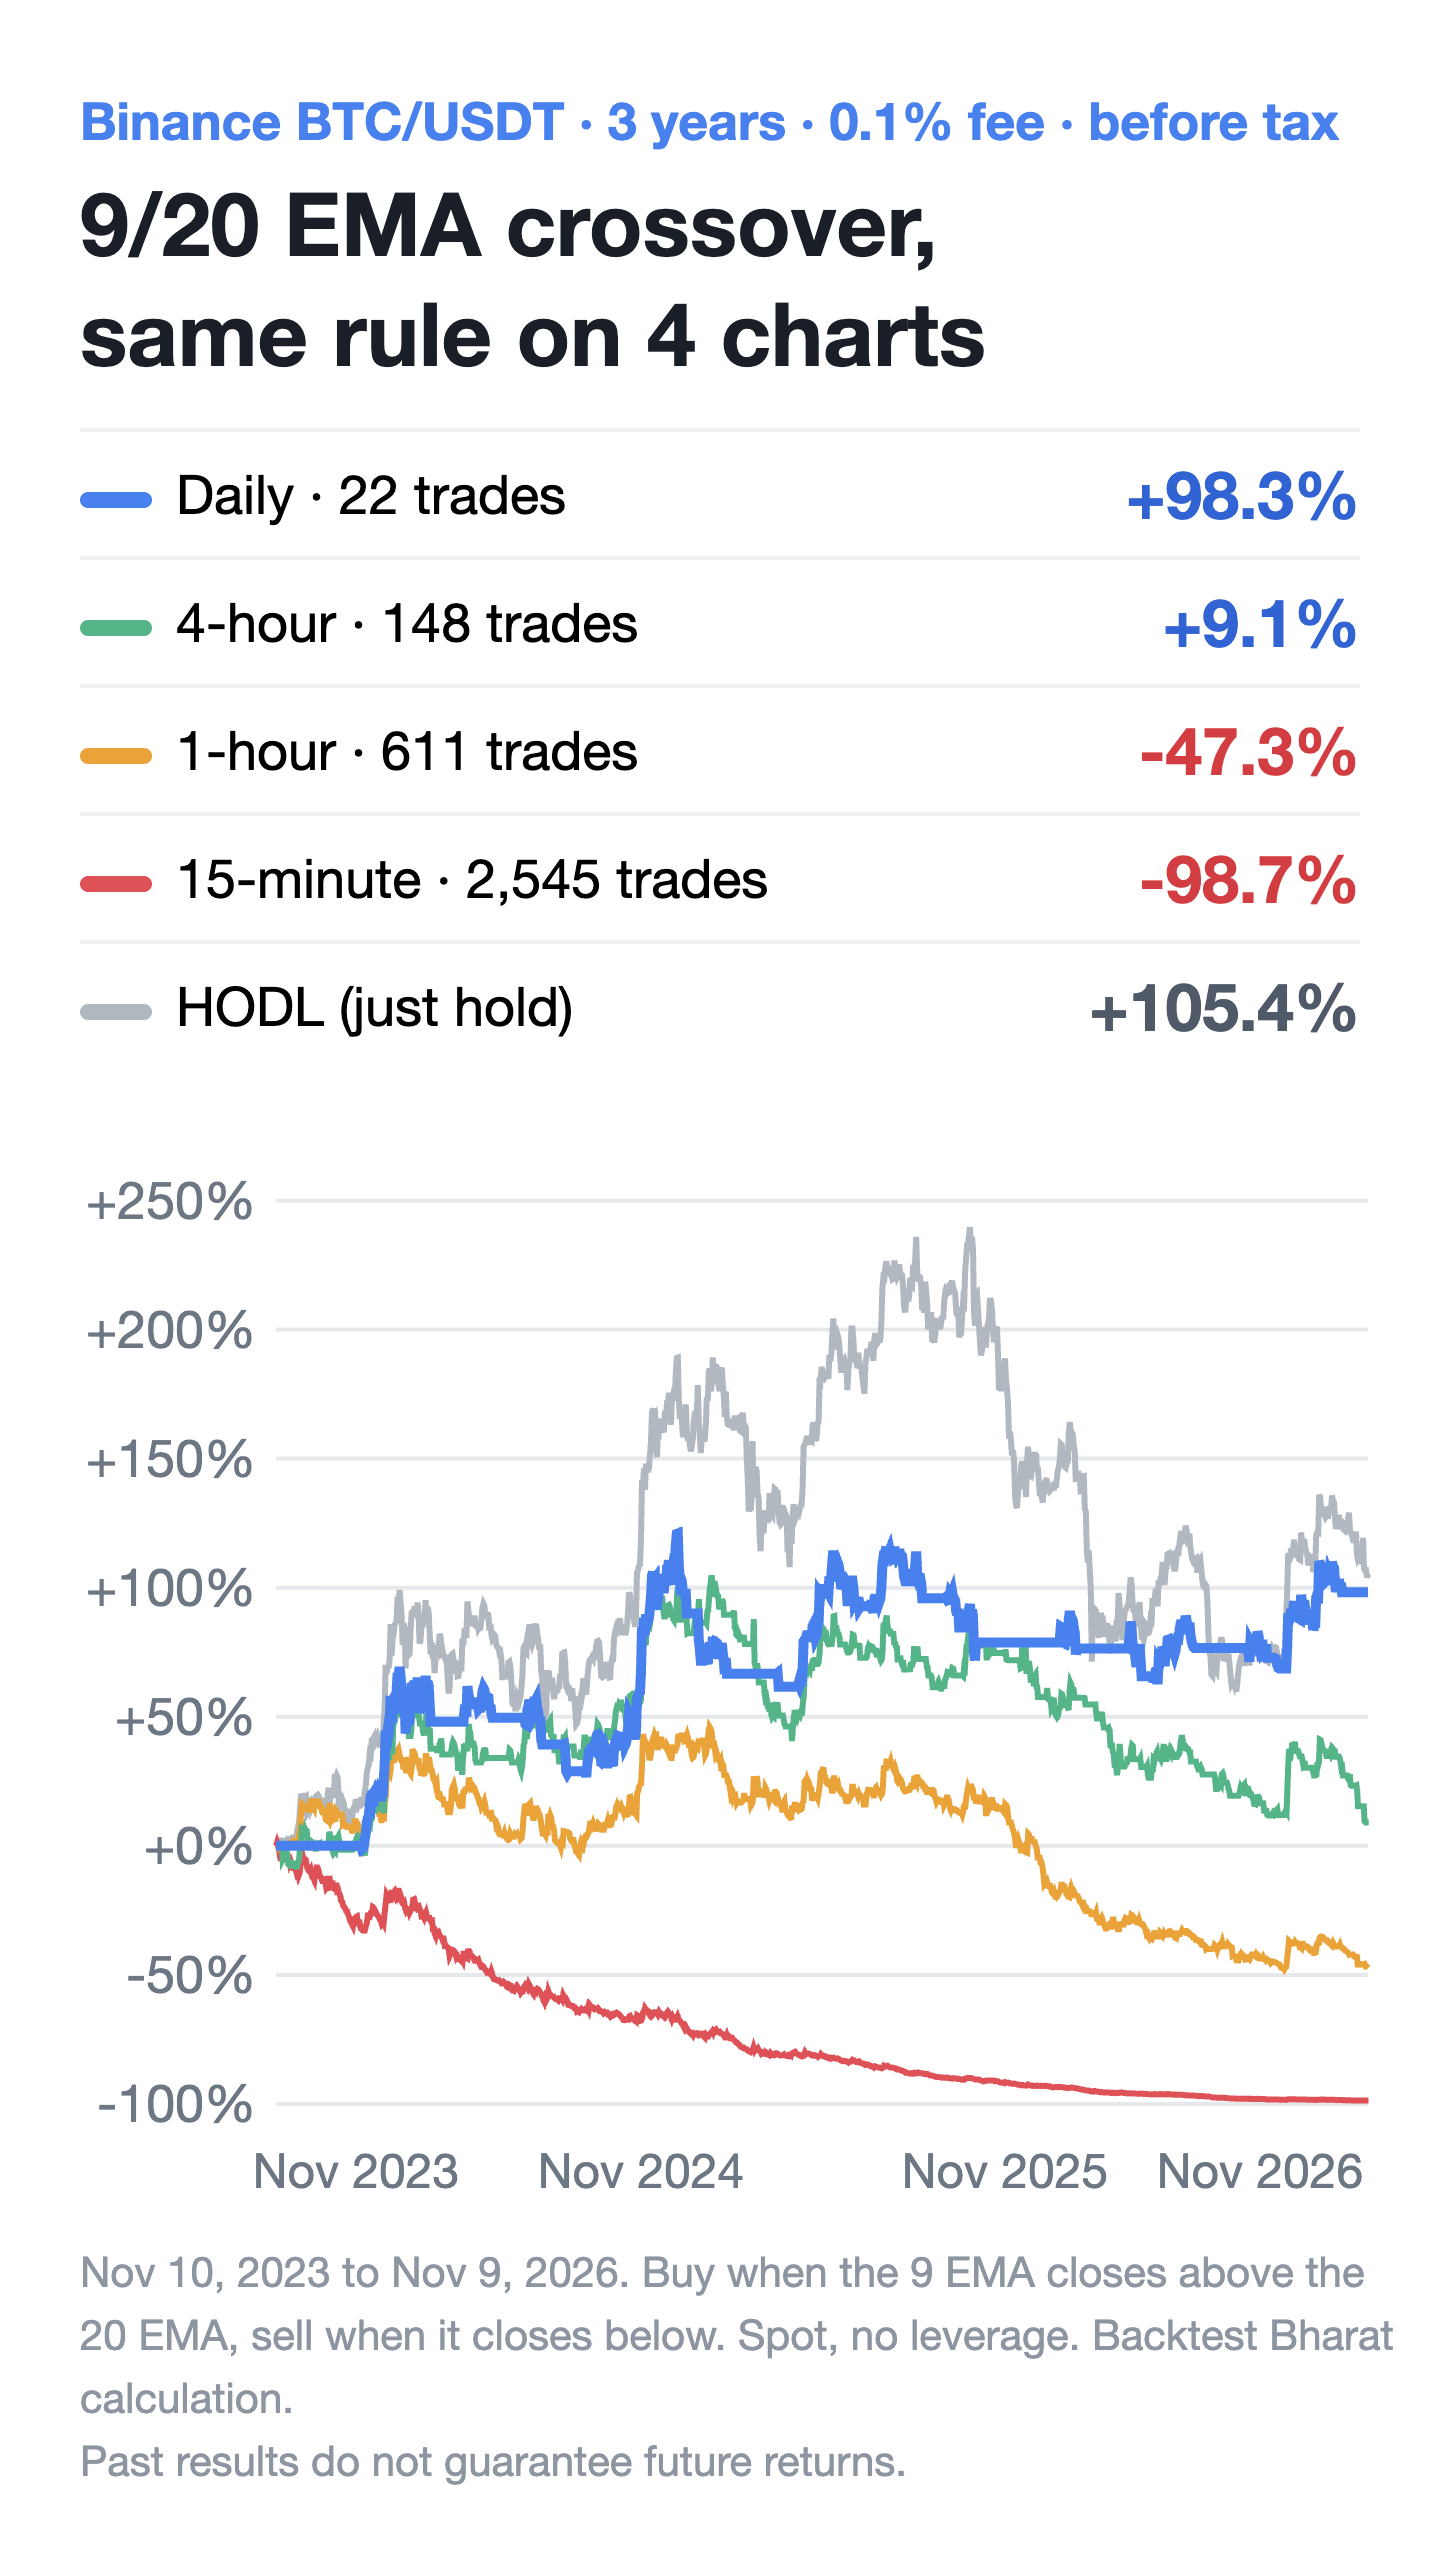 Binance BTC/USDT · 3 years · 0.1% fee · before tax
9/20 EMA crossover,
same rule on 4 charts
Daily · 22 trades +98.3%
4-hour · 148 trades +9.1%
1-hour · 611 trades -47.3%
15-minute · 2,545 trades -98.7%
HODL (just hold) +105.4%
+250%
+200%
+150%
+100%
+50%
+0%
-50%
-100%
Nov 2023 Nov 2024 Nov 2025 Nov 2026
Nov 10, 2023 to Nov 9, 2026. Buy when the 9 EMA closes above the
20 EMA, sell when it closes below. Spot, no leverage. Backtest Bharat
calculation.
Past results do not guarantee future returns.